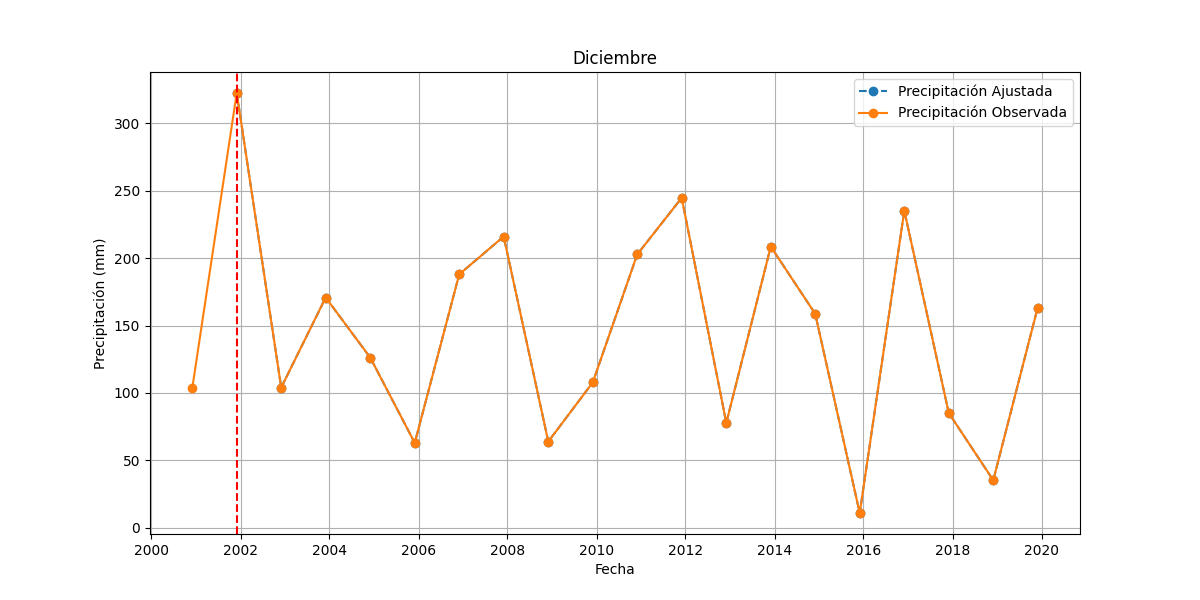 Diciembre
Precipitación Ajustada
Precipitación Observada
Precipitación (mm)
300
250
200
150
100
50
0
2000 2002 2004 2006 2008 2010 2012 2014 2016 2018 2020
Fecha